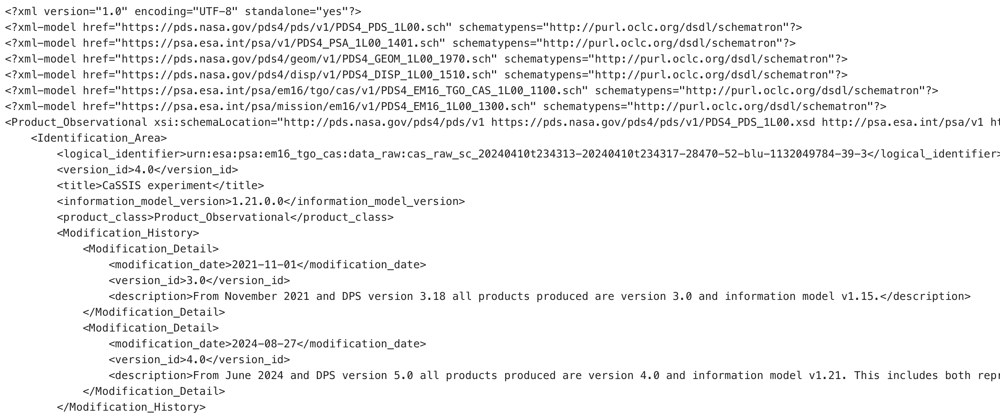 <?xml version="1.0" encoding="UTF-8" standalone="yes"?>
<?xml-model href="https://pds.nasa.gov/pds4/pds/v1/PDS4_PDS_1L00.sch" schematypens="http://purl.oclc.org/dsdl/schematron"?>
<?xml-model href="https://psa.esa.int/psa/v1/PDS4_PSA_1L00_1401.sch" schematypens="http://purl.oclc.org/dsdl/schematron"?>
<?xml-model href="https://pds.nasa.gov/pds4/geom/v1/PDS4_GEOM_1L00_1970.sch" schematypens="http://purl.oclc.org/dsdl/schematron"?>
<?xml-model href="https://pds.nasa.gov/pds4/disp/v1/PDS4_DISP_1L00_1510.sch" schematypens="http://purl.oclc.org/dsdl/schematron"?>
<?xml-model href="https://psa.esa.int/psa/em16/tgo/cas/v1/PDS4_EM16_TGO_CAS_1L00_1100.sch" schematypens="http://purl.oclc.org/dsdl/schematron"?>
<?xml-model href="https://psa.esa.int/psa/mission/em16/v1/PDS4_EM16_1L00_1300.sch" schematypens="http://purl.oclc.org/dsdl/schematron"?>
<Product_Observational xsi:schemaLocation="http://pds.nasa.gov/pds4/pds/v1 https://pds.nasa.gov/pds4/pds/v1/PDS4_PDS_1L00.xsd http://psa.esa.int/psa/v1 ht
    <Identification_Area>
        <logical_identifier>urn:esa:psa:em16_tgo_cas:data_raw:cas_raw_sc_20240410t234313-20240410t234317-28470-52-blu-1132049784-39-3</logical_identifier>
        <version_id>4.0</version_id>
        <title>CaSSIS experiment</title>
        <information_model_version>1.21.0.0</information_model_version>
        <product_class>Product_Observational</product_class>
        <Modification_History>
            <Modification_Detail>
                <modification_date>2021-11-01</modification_date>
                <version_id>3.0</version_id>
                <description>From November 2021 and DPS version 3.18 all products produced are version 3.0 and information model v1.15.</description>
            </Modification_Detail>
            <Modification_Detail>
                <modification_date>2024-08-27</modification_date>
                <version_id>4.0</version_id>
                <description>From June 2024 and DPS version 5.0 all products produced are version 4.0 and information model v1.21. This includes both repr
            </Modification_Detail>
        </Modification_History>